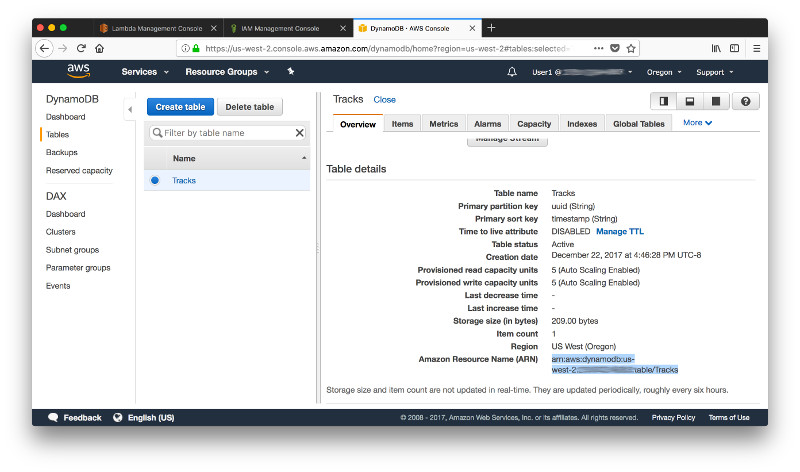 Lambda Management Console
IAM Management Console
DynamoDB · AWS Console
https://us-west-2.console.aws.amazon.com/dynamodb/home?region=us-west-2#tables:selected=
aws
Services
Resource Groups
User1 @
Oregon
Support
DynamoDB
Dashboard
Tables
Backups
Reserved capacity
DAX
Dashboard
Clusters
Subnet groups
Parameter groups
Events
Create table
Delete table
Filter by table name
Name
Tracks
Tracks Close
Overview
Items
Metrics
Alarms
Capacity
Indexes
Global Tables
More
Manage Stream
Table details
Table name Tracks
Primary partition key uuid (String)
Primary sort key timestamp (String)
Time to live attribute DISABLED Manage TTL
Table status Active
Creation date December 22, 2017 at 4:46:28 PM UTC-8
Provisioned read capacity units 5 (Auto Scaling Enabled)
Provisioned write capacity units 5 (Auto Scaling Enabled)
Last decrease time -
Last increase time -
Storage size (in bytes) 209.00 bytes
Item count 1
Region US West (Oregon)
Amazon Resource Name (ARN) arn:aws:dynamodb:us-
west-2: able/Tracks
Storage size and item count are not updated in real-time. They are updated periodically, roughly every six hours.
Feedback
English (US)
© 2008 - 2017, Amazon Web Services, Inc. or its affiliates. All rights reserved.
Privacy Policy
Terms of Use